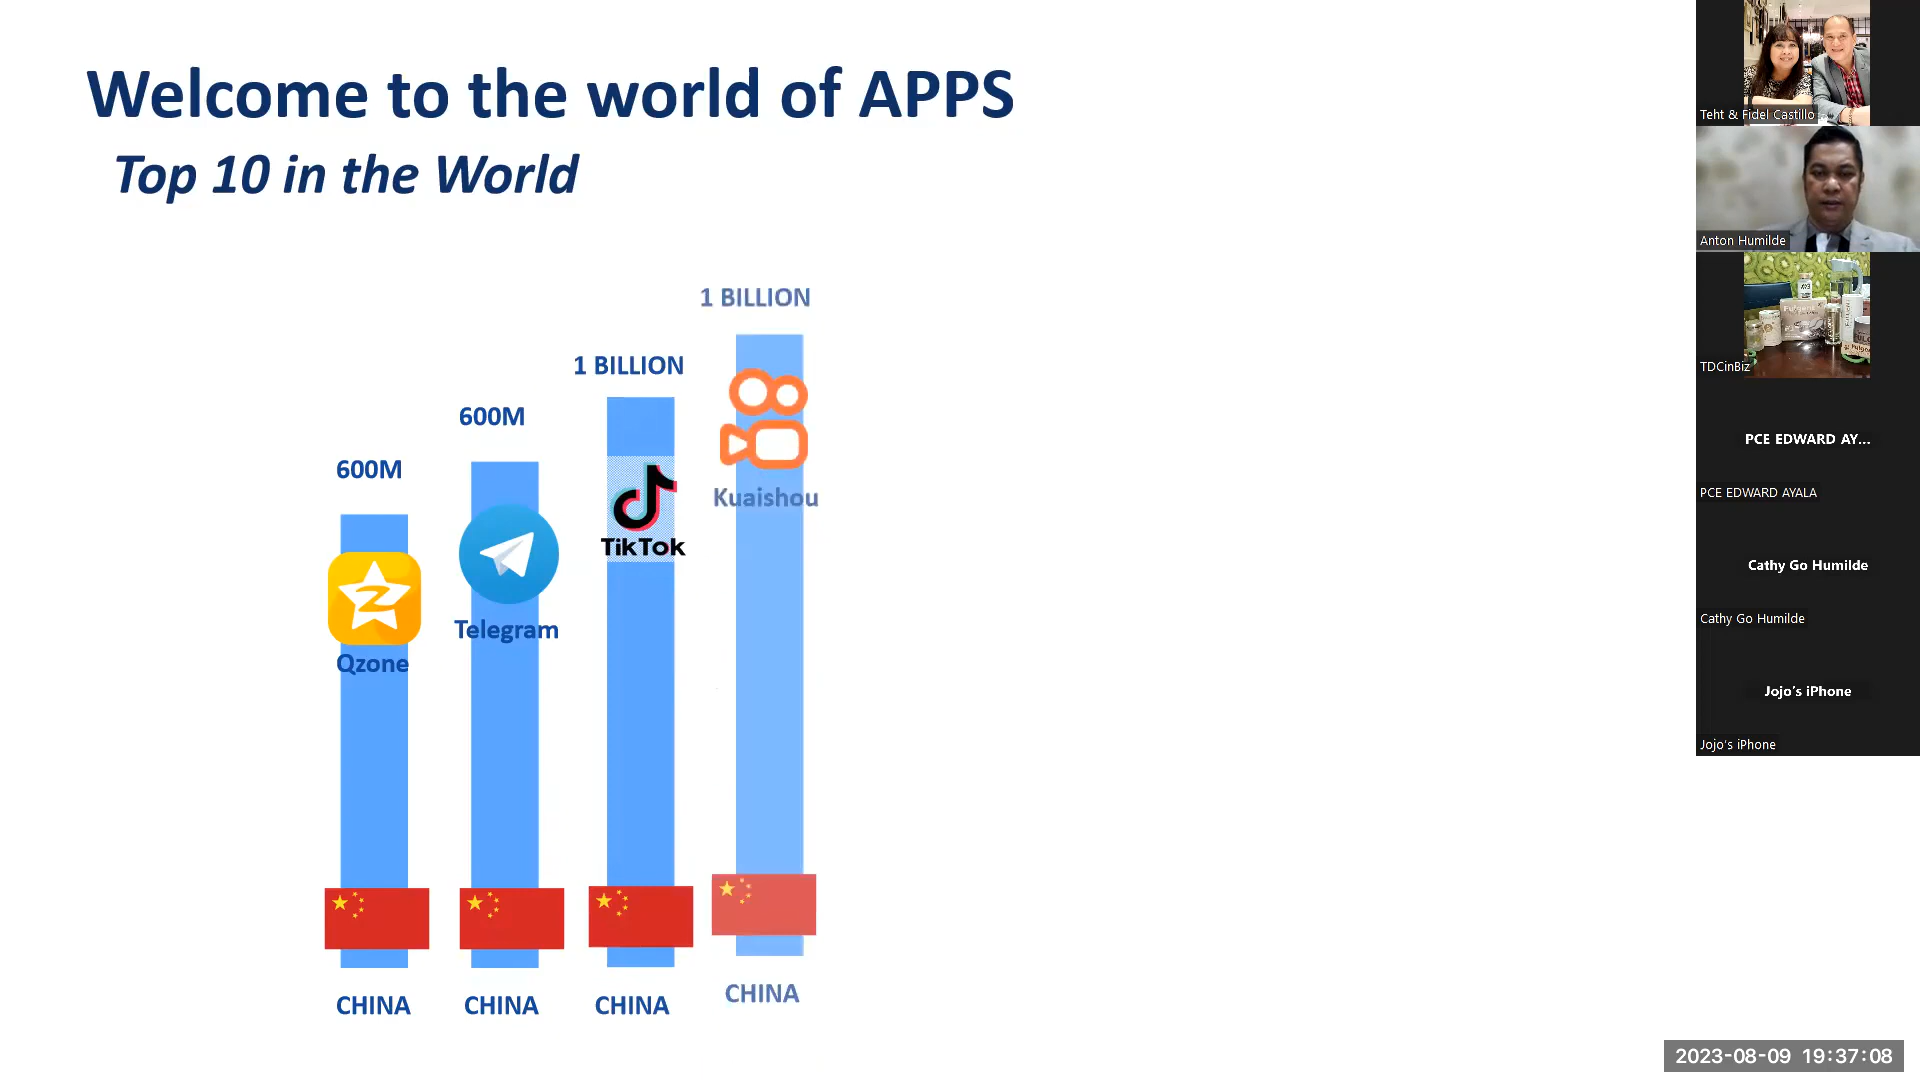 Welcome to the world of APPS
Top 10 in the World
1 BILLION
1 BILLION
600M
600M
Kuaishou
TikTok
Telegram
Qzone
CHINA
CHINA
CHINA
CHINA
Teht & Fidel Castillo
Anton Humilde
TDCinBiz
PCE EDWARD AY...
PCE EDWARD AYALA
Cathy Go Humilde
Cathy Go Humilde
Jojo's iPhone
Jojo's iPhone
2023-08-09 19:37:08